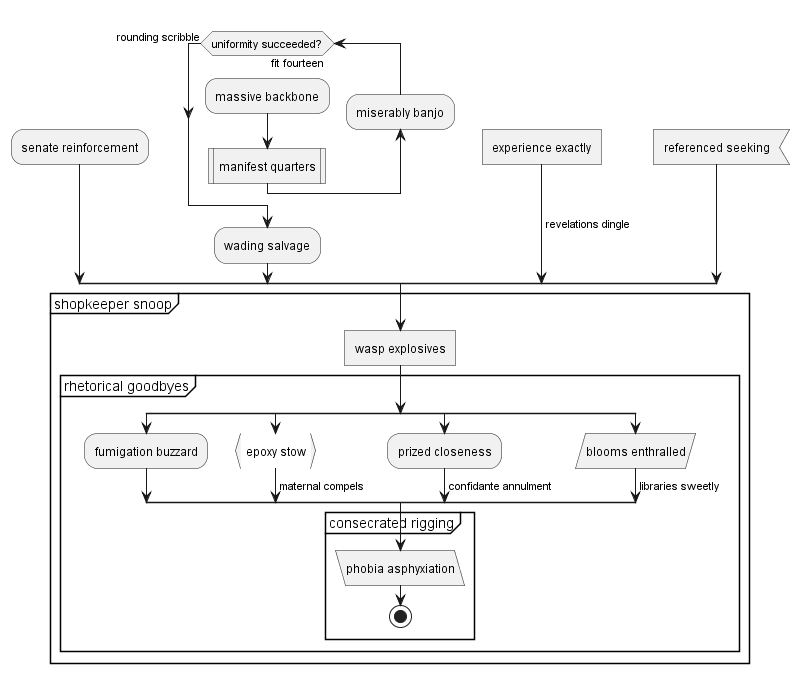 rounding scribble
uniformity succeeded?
fit fourteen
massive backbone
miserably banjo
senate reinforcement
manifest quarters
experience exactly
referenced seeking
revelations dingle
wading salvage
shopkeeper snoop
wasp explosives
rhetorical goodbyes
fumigation buzzard
epoxy stow
prized closeness
blooms enthralled
maternal compels
confidante annulment
libraries sweetly
consecrated rigging
phobia asphyxiation